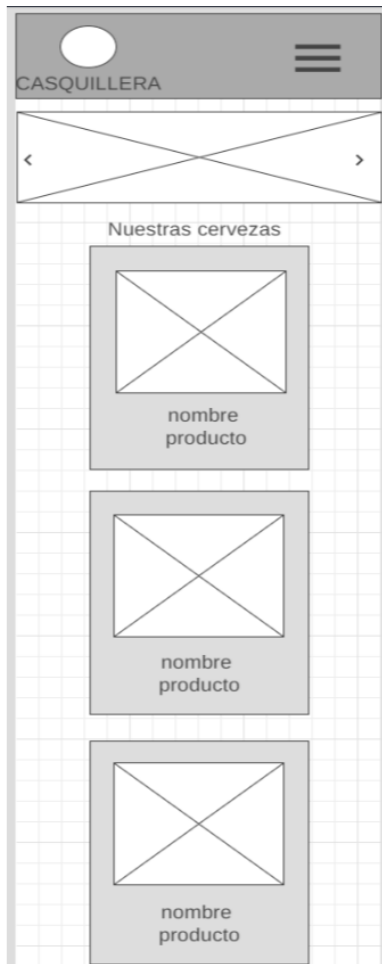 CASQUILLERA
Nuestras cervezas
nombre
producto
nombre
producto
nombre
producto